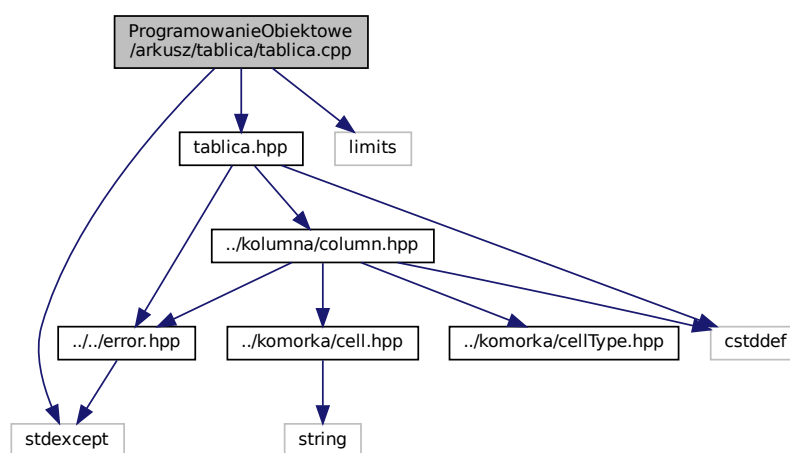 ProgramowanieObiektowe
/arkusz/tablica/tablica.cpp
tablica.hpp
limits
../kolumna/column.hpp
../../error.hpp
../komorka/cell.hpp
../komorka/cellType.hpp
cstddef
stdexcept
string